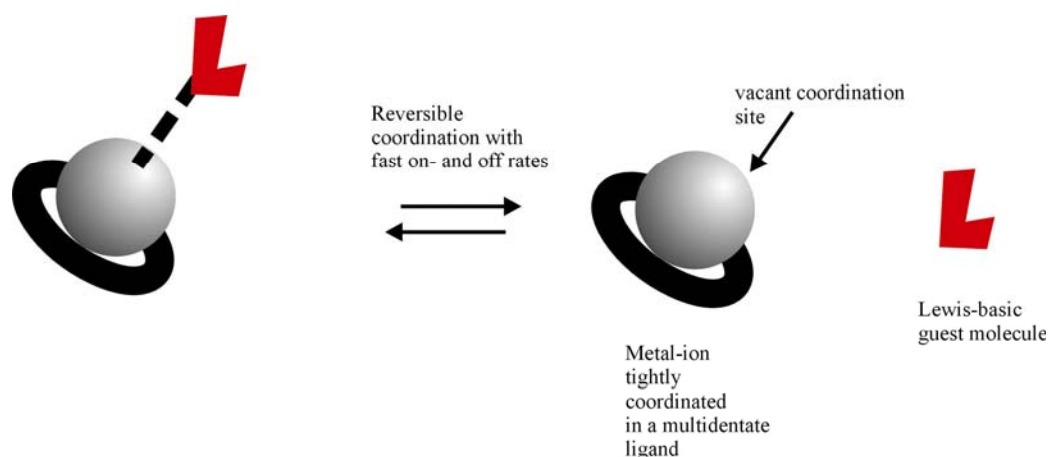 Reversible
coordination with
fast on- and off rates
vacant coordination
site
Lewis-basic
guest molecule
Metal-ion
tightly
coordinated
in a multidentate
ligand